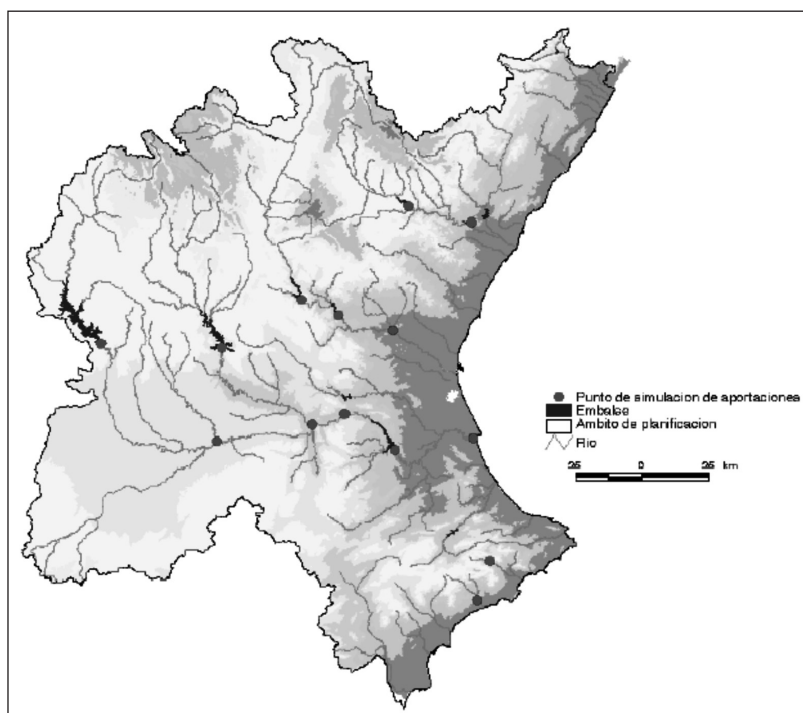 Punto de simulacion de aportaciones
Embalse
Ambito de planificacion
Rio
25 0 25 km